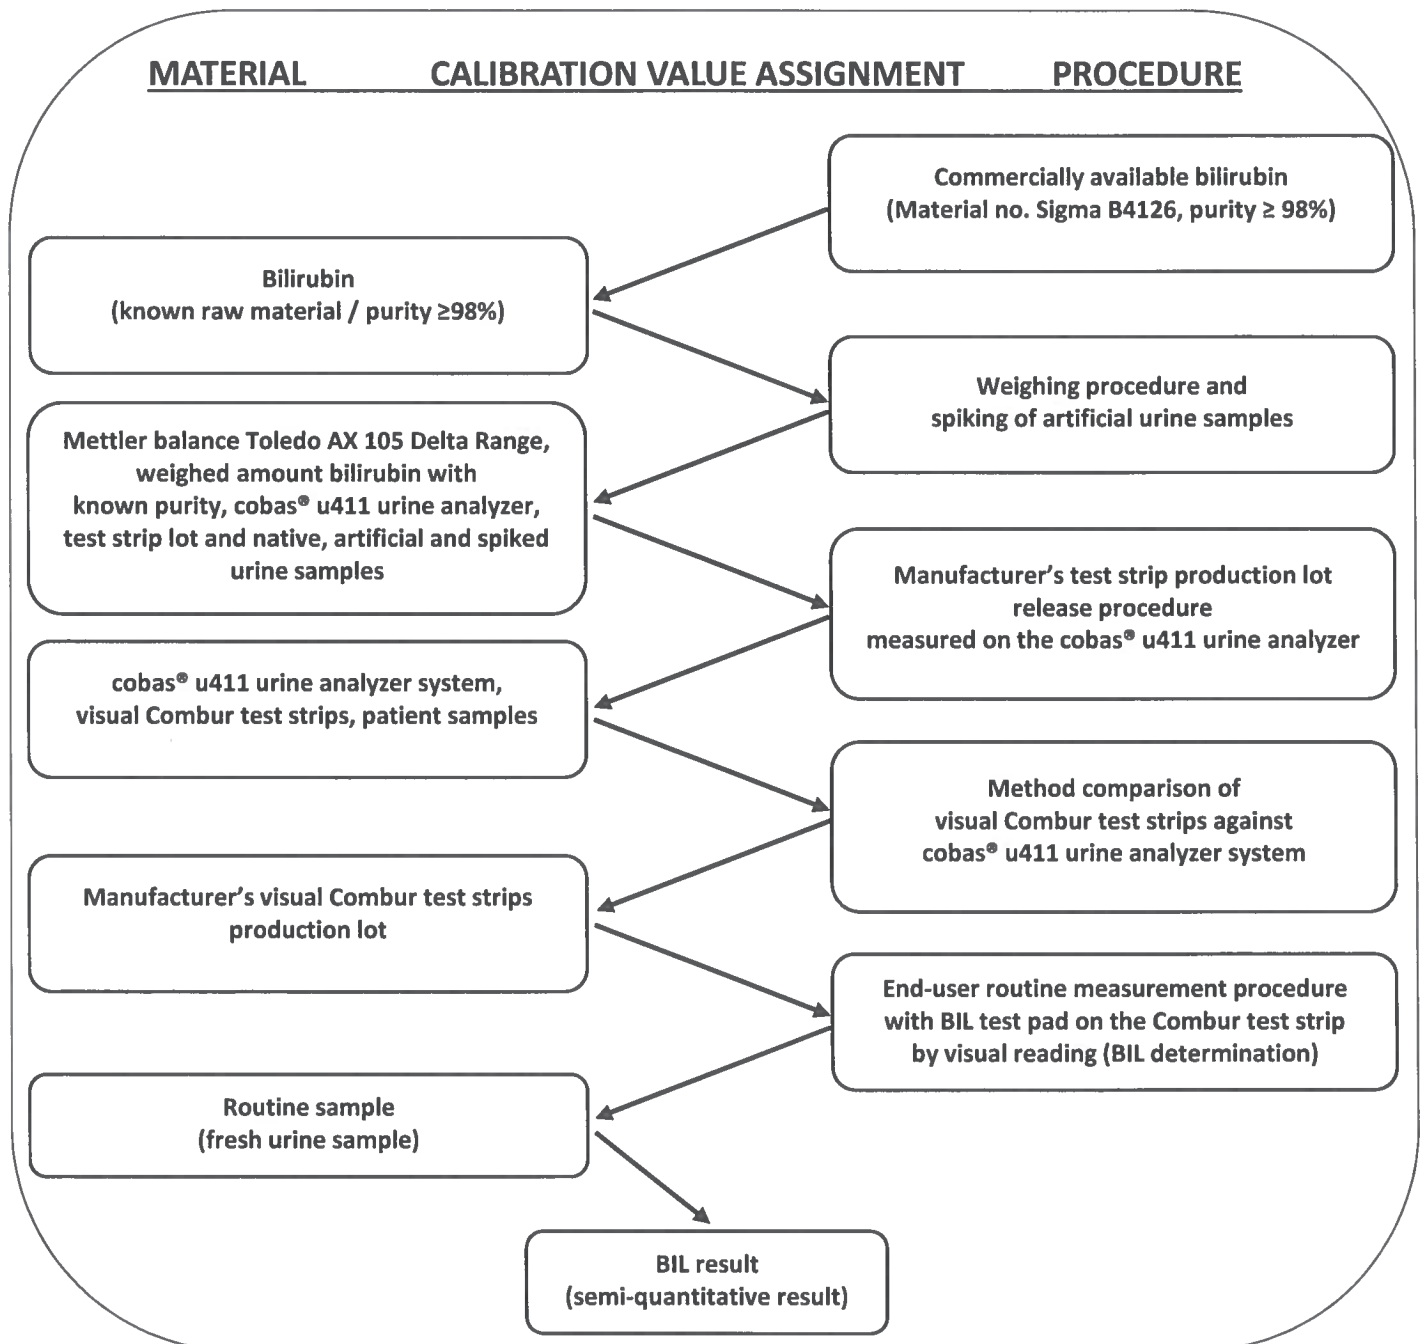 MATERIAL CALIBRATION VALUE ASSIGNMENT PROCEDURE
Commercially available bilirubin
(Material no. Sigma B4126, purity ≥ 98%)
Bilirubin
(known raw material / purity ≥98%)
Weighing procedure and
spiking of artificial urine samples
Mettler balance Toledo AX 105 Delta Range,
weighed amount bilirubin with
known purity, cobas® u411 urine analyzer,
test strip lot and native, artificial and spiked
urine samples
Manufacturer's test strip production lot
release procedure
measured on the cobas® u411 urine analyzer
cobas® u411 urine analyzer system,
visual Combur test strips, patient samples
Method comparison of
visual Combur test strips against
cobas® u411 urine analyzer system
Manufacturer's visual Combur test strips
production lot
End-user routine measurement procedure
with BIL test pad on the Combur test strip
by visual reading (BIL determination)
Routine sample
(fresh urine sample)
BIL result
(semi-quantitative result)